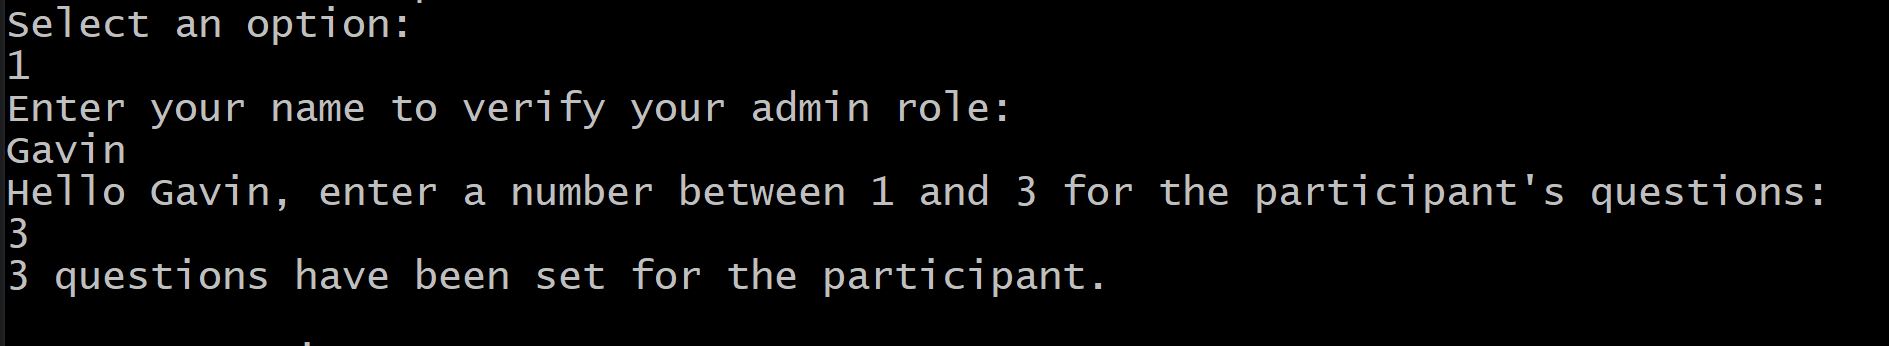 Select an option:
1
Enter your name to verify your admin role:
Gavin
Hello Gavin, enter a number between 1 and 3 for the participant's questions:
3
3 questions have been set for the participant.